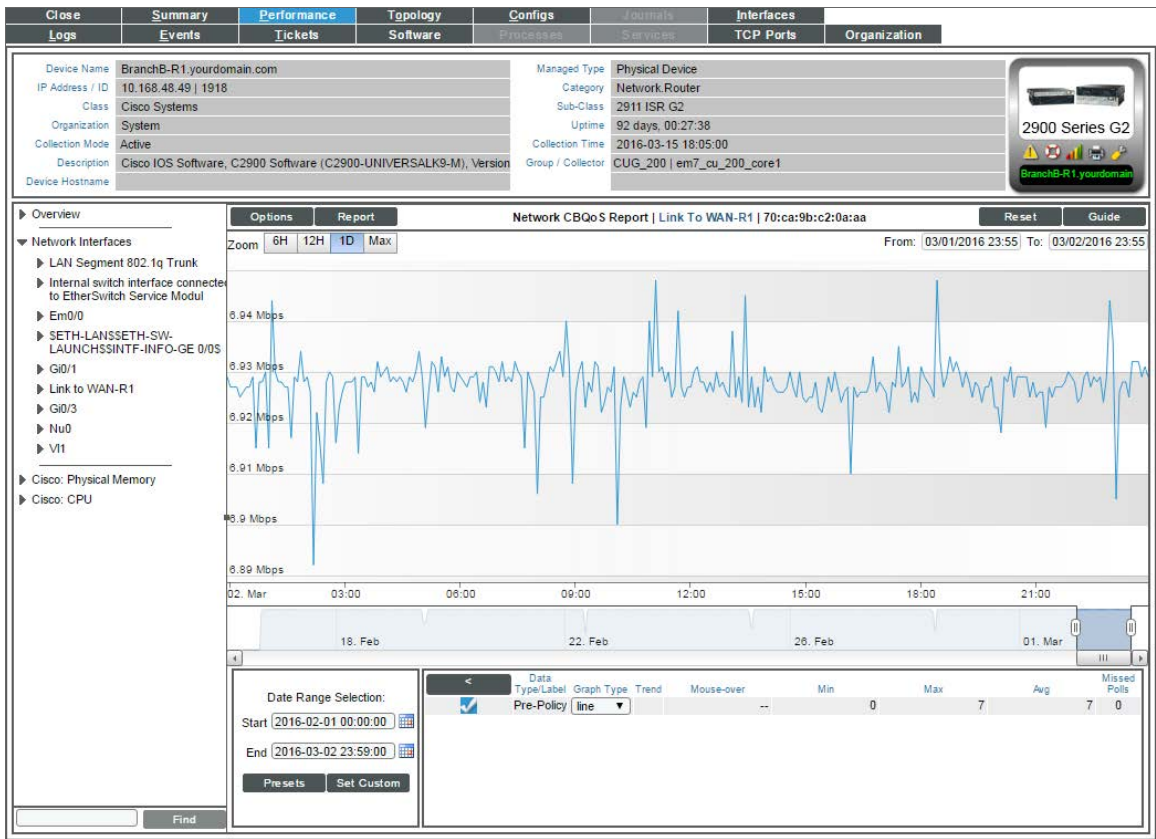 Close Summary Performance Topology Configs Journals Interfaces
Logs Events Tickets Software Processes Services TCP Ports Organization
Device Name BranchB-R1.yourdomain.com Managed Type Physical Device
IP Address / ID 10.168.48.49 | 1918 Category Network.Router
Class Cisco Systems Sub-Class 2911 ISR G2
Organization System Uptime 92 days, 00:27:38
Collection Mode Active Collection Time 2016-03-15 18:05:00
Description Cisco IOS Software, C2900 Software (C2900-UNIVERSALK9-M), Version Group / Collector CUG_200 | em7_cu_200_core1
Device Hostname
2900 Series G2
BranchB-R1.yourdomain
Overview
Network Interfaces
LAN Segment 802.1q Trunk
Internal switch interface connected
to EtherSwitch Service Modul
Em0/0
$ETH-LAN$$ETH-SW-
LAUNCH$$INTF-INFO-GE 0/0$
Gi0/1
Link to WAN-R1
Gi0/3
Nu0
Vl1
Cisco: Physical Memory
Cisco: CPU
Find
Options Report Network CBQoS Report | Link To WAN-R1 | 70:ca:9b:c2:0a:aa Reset Guide
Zoom 6H 12H 1D Max From: 03/01/2016 23:55 To: 03/02/2016 23:55
6.94 Mbps
6.93 Mbps
6.92 Mbps
6.91 Mbps
6.9 Mbps
6.89 Mbps
02. Mar 03:00 06:00 09:00 12:00 15:00 18:00 21:00
18. Feb 22. Feb 26. Feb 01. Mar
Date Range Selection:
Start 2016-02-01 00:00:00
End 2016-03-02 23:59:00
Presets Set Custom
< Data Type/Label Graph Type Trend Mouse-over Min Max Avg Missed Polls
Pre-Policy line -- 0 7 7 0